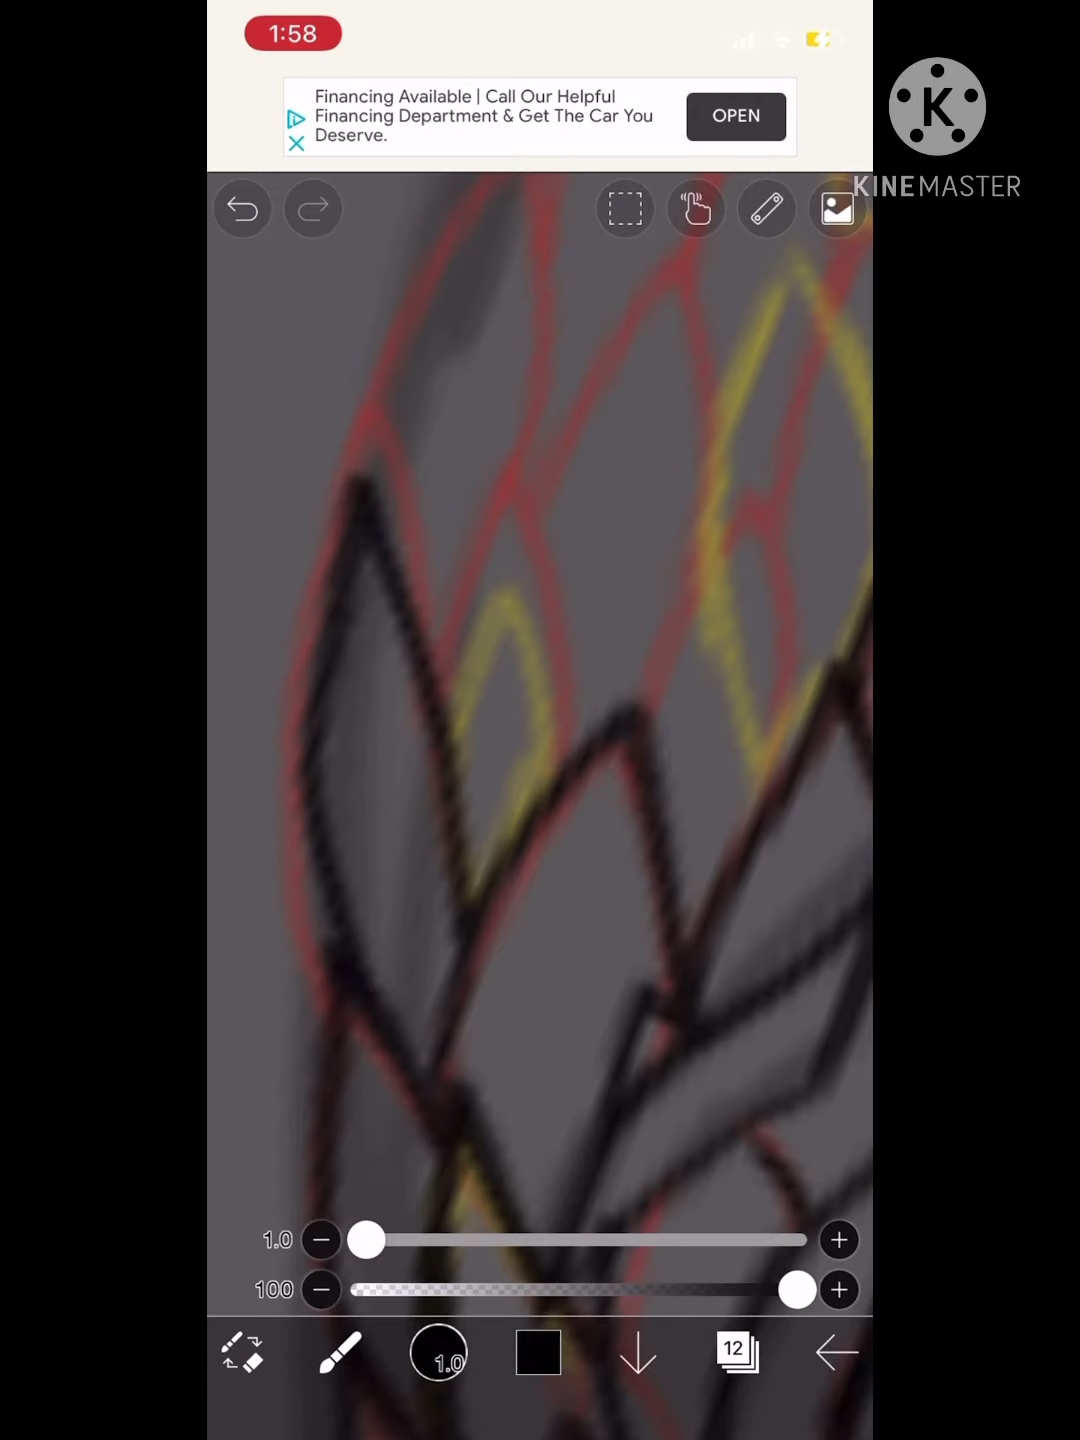 1:58
Financing Available | Call Our Helpful
Financing Department & Get The Car You
Deserve.
OPEN
K
KINEMASTER
1.0
100
1.0
12